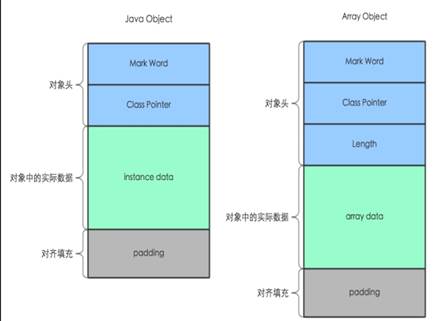 Java Object
Mark Word
对象头
Class Pointer
对象中的实际数据
instance data
对齐填充
padding
Array Object
Mark Word
对象头
Class Pointer
Length
对象中的实际数据
array data
对齐填充
padding